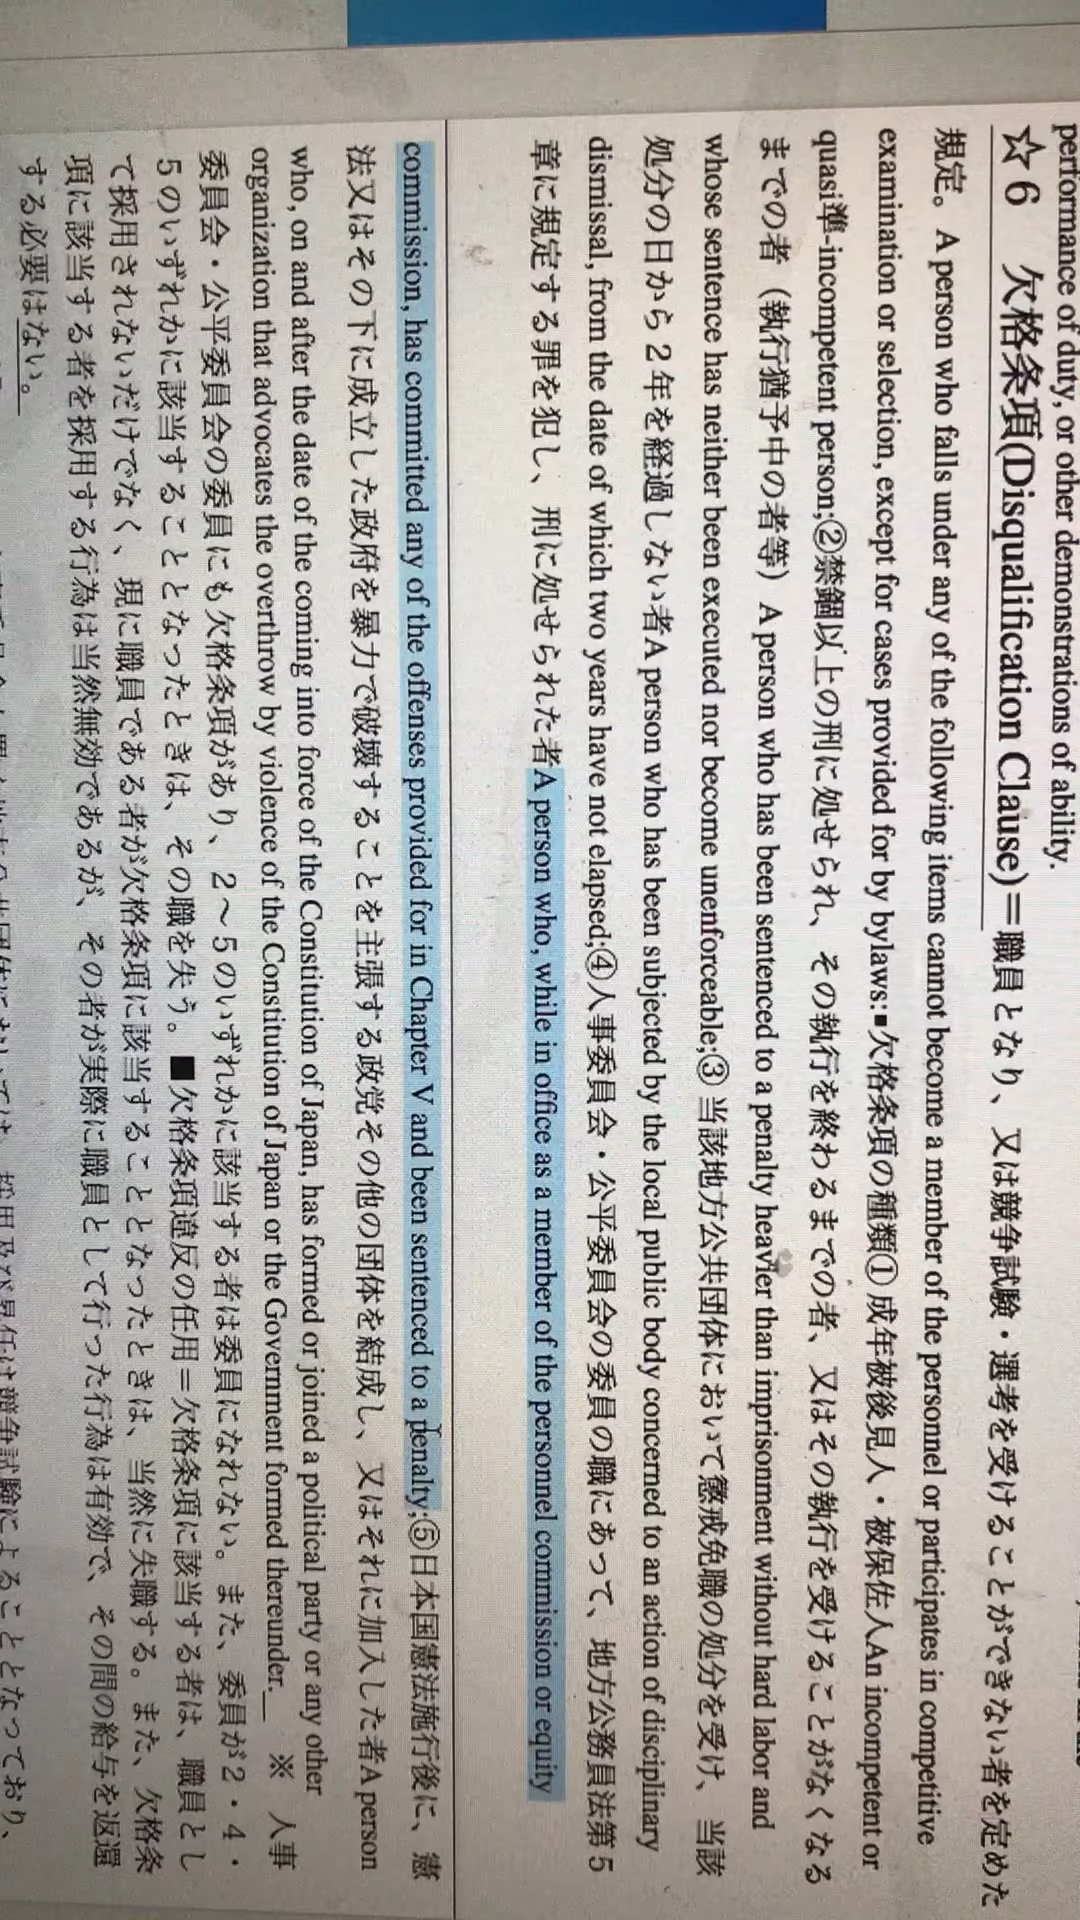 performance of duty, or other demonstrations of ability.
☆6　欠格条項(Disqualification Clause)＝職員となり、又は競争試験・選考を受けることができない者を定めた
規定。A person who falls under any of the following items cannot become a member of the personnel or participates in competitive
examination or selection, except for cases provided for by bylaws:▪欠格条項の種類①成年被後見人・被保佐人An incompetent or
quasi準-incompetent person;②禁錮以上の刑に処せられ、その執行を終わるまでの者、又はその執行を受けることがなくなる
までの者（執行猶予中の者等）A person who has been sentenced to a penalty heavier than imprisonment without hard labor and
whose sentence has neither been executed nor become unenforceable;③当該地方公共団体において懲戒免職の処分を受け、当該
処分の日から２年を経過しない者A person who has been subjected by the local public body concerned to an action of disciplinary
dismissal, from the date of which two years have not elapsed;④人事委員会・公平委員会の委員の職にあって、地方公務員法第５
章に規定する罪を犯し、刑に処せられた者A person who, while in office as a member of the personnel commission or equity
commission, has committed any of the offenses provided for in Chapter V and been sentenced to a penalty;⑤日本国憲法施行後に、憲
法又はその下に成立した政府を暴力で破壊することを主張する政党その他の団体を結成し、又はそれに加入した者A person
who, on and after the date of the coming into force of the Constitution of Japan, has formed or joined a political party or any other
organization that advocates the overthrow by violence of the Constitution of Japan or the Government formed thereunder.　※　人事
委員会・公平委員会の委員にも欠格条項があり、２～５のいずれかに該当する者は委員になれない。また、委員が２・４・
５のいずれかに該当することとなったときは、その職を失う。■欠格条項違反の任用＝欠格条項に該当する者は、職員とし
て採用されないだけでなく、現に職員である者が欠格条項に該当することとなったときは、当然に失職する。また、欠格条
項に該当する者を採用する行為は当然無効であるが、その者が実際に職員として行った行為は有効で、その間の給与を返還
する必要はない。
採用及び昇任は競争試験によることとなっており、